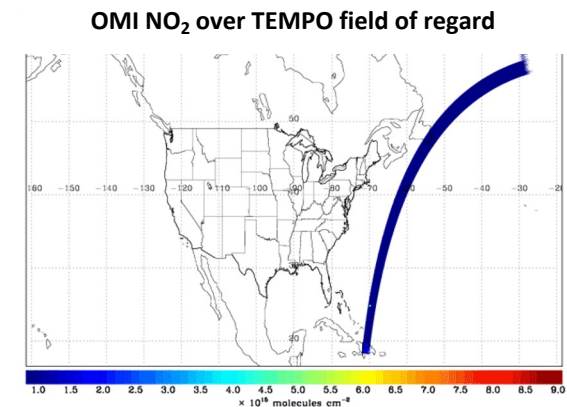 OMI NO₂ over TEMPO field of regard
50
160 −150 −140 −130 −120 −110 −100 −90 −80 −70 −60 −50 −40 −30 −2
20
1.0 1.5 2.0 2.5 3.0 3.5 4.0 4.5 5.0 5.5 6.0 6.5 7.0 7.5 8.0 8.5 9.0
× 10¹⁵ molecules cm⁻²